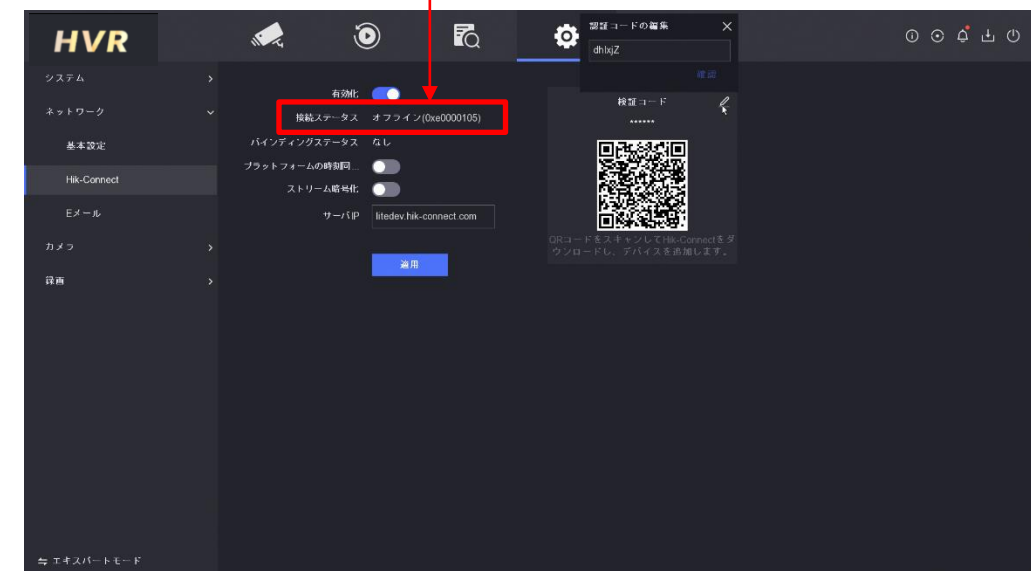 HVR
認証コードの編集
dhlxjZ
確認
システム
ネットワーク
基本設定
Hik-Connect
Eメール
カメラ
録画
有効化
接続ステータス オフライン(0xe0000105)
バインディングステータス なし
プラットフォームの時刻同...
ストリーム暗号化
サーバIP litedev.hik-connect.com
適用
検証コード
******
QRコードをスキャンしてHik-Connectをダ
ウンロードし、デバイスを追加します。
エキスパートモード